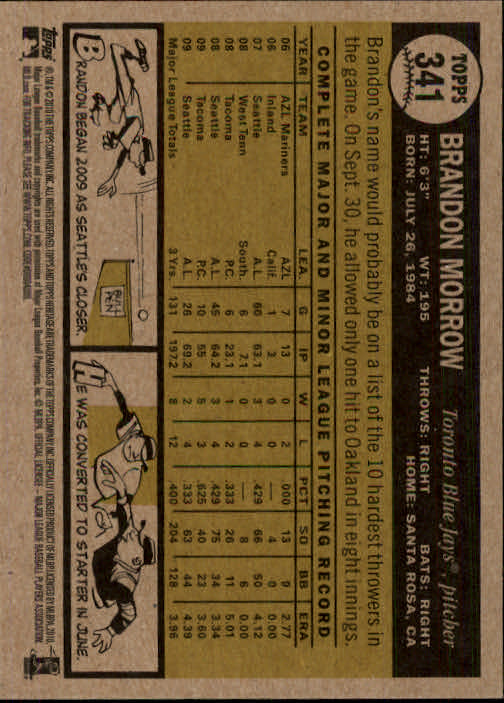 TOPPS
341
BRANDON MORROW
Toronto Blue Jays®, pitcher
HT: 6'3" WT: 195 THROWS: RIGHT BATS: RIGHT
BORN: JULY 26, 1984 HOME: SANTA ROSA, CA
Brandon's name would probably be on a list of the 10 hardest throwers in
the game. On Sept. 30, he allowed only one hit to Oakland in eight innings.
COMPLETE MAJOR AND MINOR LEAGUE PITCHING RECORD
YEAR TEAM LEA. G IP W L PCT SO BB ERA
06 AZL Mariners AZL 7 13 0 2 .000 13 9 2.77
06 Inland Calif. 1 3 0 0 — 4 0 0.00
07 Seattle A.L. 60 63.1 3 4 .429 66 50 4.12
08 West Tenn South. 6 7.1 0 0 — 8 6 0.00
08 Tacoma P.C. 6 23.1 1 2 .333 26 11 5.01
08 Seattle A.L. 45 64.2 3 4 .429 75 34 3.34
09 Tacoma P.C. 10 55 5 3 .625 40 23 3.60
09 Seattle A.L. 26 69.2 2 4 .333 63 44 4.39
Major League Totals 3 Yrs. 131 197.2 8 12 .400 204 128 3.96
BULL PEN
BRANDON BEGAN 2009 AS SEATTLE'S CLOSER.
HE WAS CONVERTED TO STARTER IN JUNE.
TOPPS